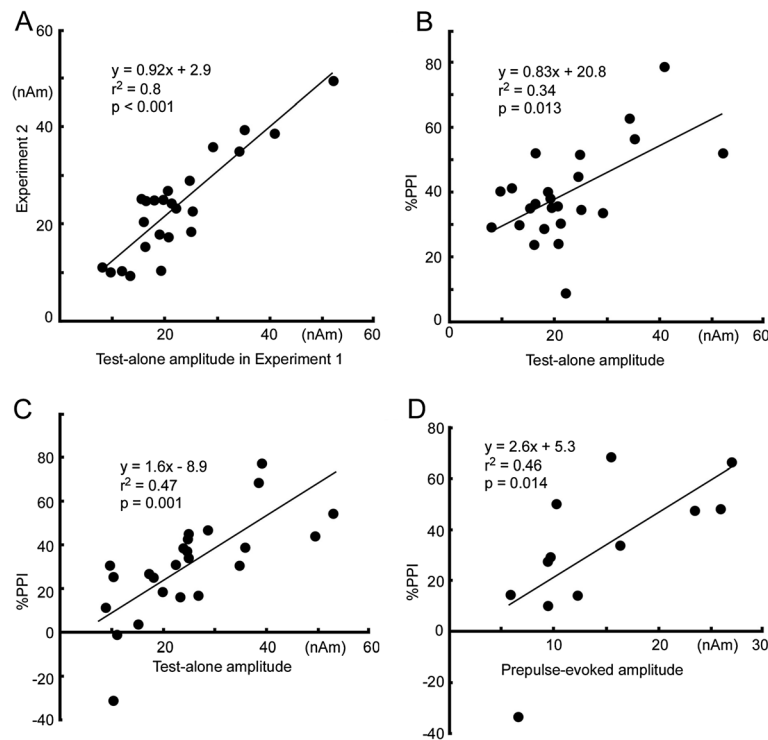 A
60
y = 0.92x + 2.9
r2 = 0.8
p < 0.001
(nAm)
40
Experiment 2
20
0
20
40
(nAm)
60
Test-alone amplitude in Experiment 1
B
80
y = 0.83x + 20.8
r2 = 0.34
p = 0.013
60
%PPI
40
20
0
0
20
40
(nAm)
60
Test-alone amplitude
C
80
y = 1.6x - 8.9
r2 = 0.47
p = 0.001
60
40
%PPI
20
0
20
40
(nAm)
60
Test-alone amplitude
-20
-40
D
80
y = 2.6x + 5.3
r2 = 0.46
p = 0.014
60
40
%PPI
20
0
10
20
(nAm)
30
Prepulse-evoked amplitude
-20
-40